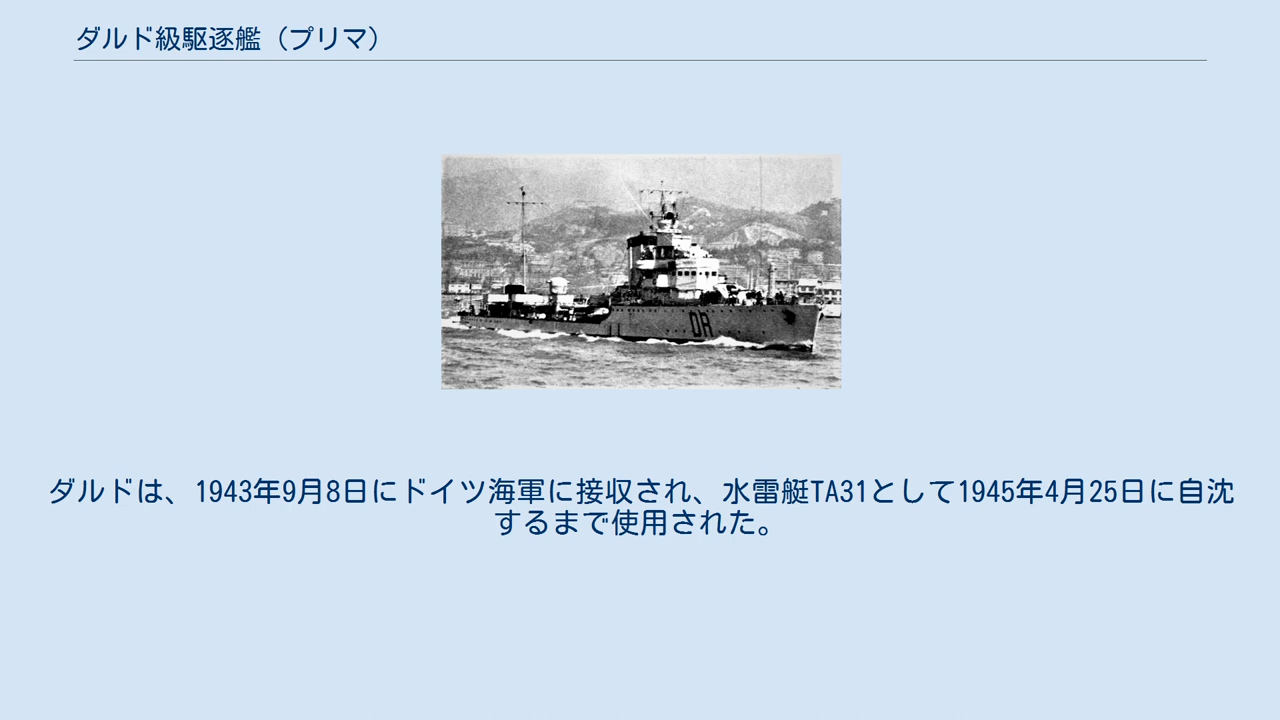 ダルド級駆逐艦（プリマ）
DR
ダルドは、1943年9月8日にドイツ海軍に接収され、水雷艇TA31として1945年4月25日に自沈
するまで使用された。